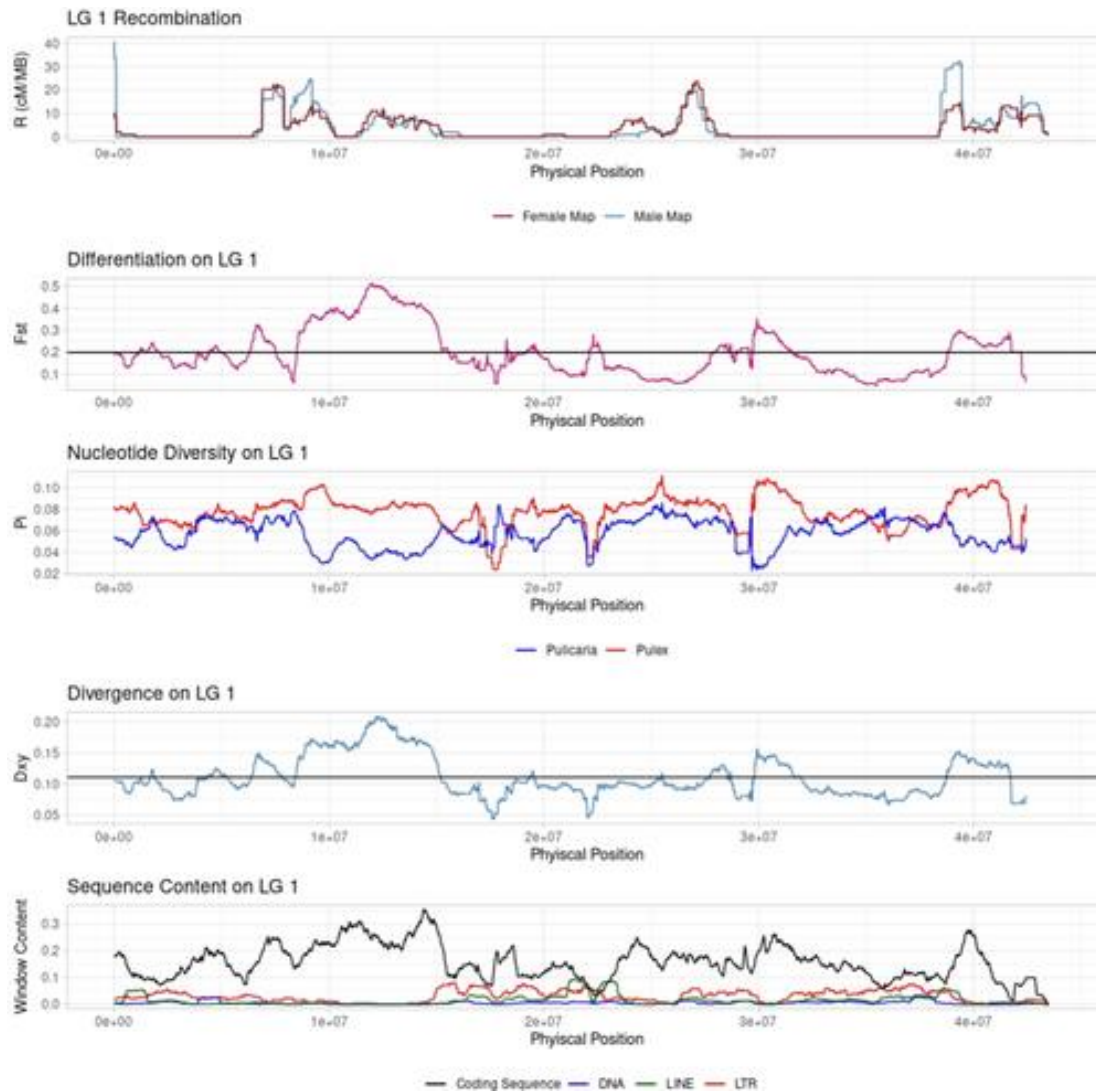 LG 1 Recombination
R (cM/MB)
40
30
20
10
0
0e+00 1e+07 2e+07 3e+07 4e+07
Physical Position
Female Map Male Map
Differentiation on LG 1
Fst
0.5
0.4
0.3
0.2
0.1
0e+00 1e+07 2e+07 3e+07 4e+07
Phyiscal Position
Nucleotide Diversity on LG 1
Pi
0.10
0.08
0.06
0.04
0.02
0e+00 1e+07 2e+07 3e+07 4e+07
Phyiscal Position
Pulicaria Pulex
Divergence on LG 1
Dxy
0.20
0.15
0.10
0.05
0e+00 1e+07 2e+07 3e+07 4e+07
Phyiscal Position
Sequence Content on LG 1
Window Content
0.3
0.2
0.1
0.0
0e+00 1e+07 2e+07 3e+07 4e+07
Phyiscal Position
Coding Sequence DNA LINE LTR